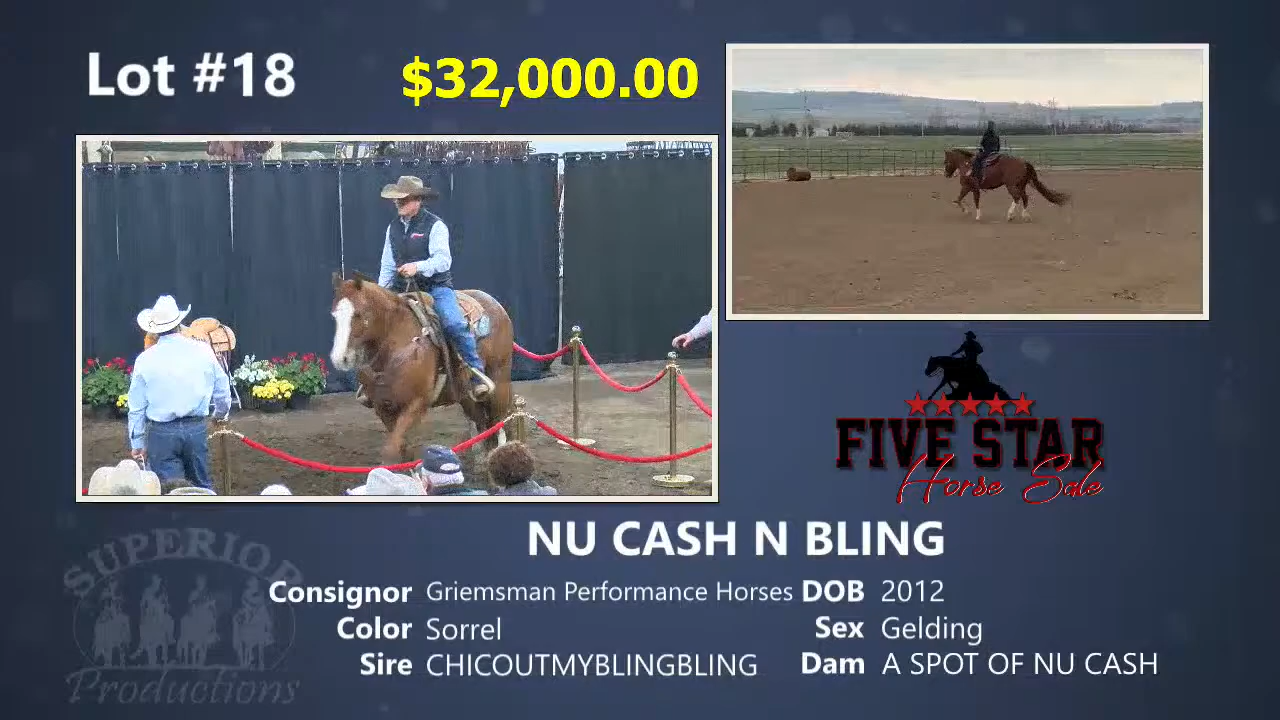 Lot #18
$32,000.00
FIVE STAR
Horse Sale
NU CASH N BLING
SUPERIOR
Productions
Consignor Griemsman Performance Horses DOB 2012
Color Sorrel Sex Gelding
Sire CHICOUTMYBLINGBLING Dam A SPOT OF NU CASH